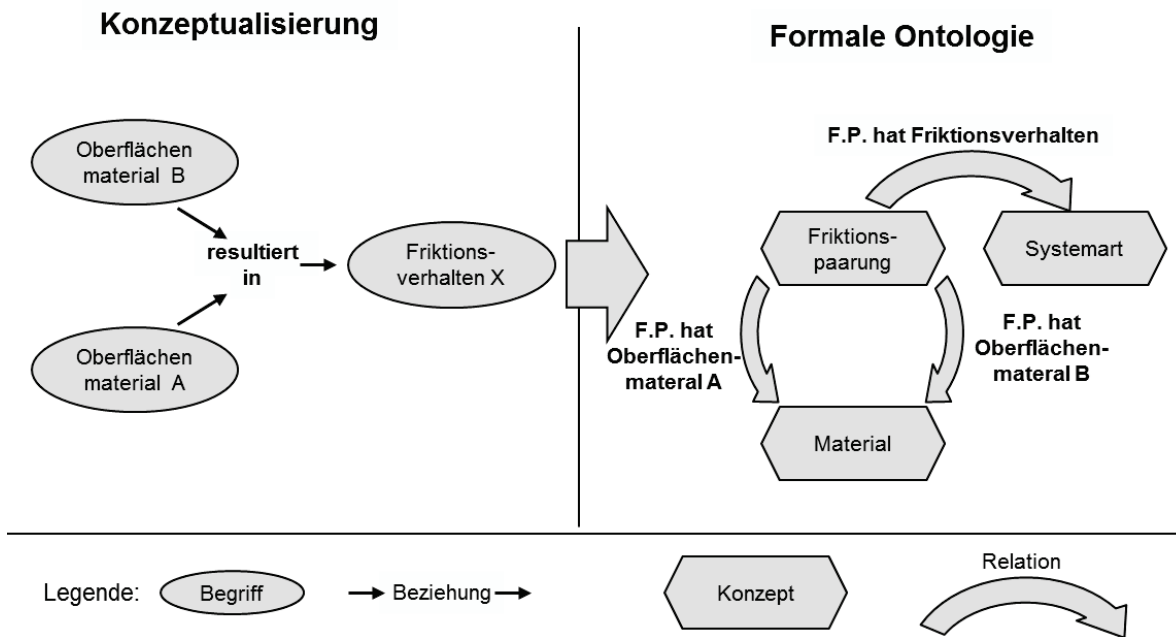 Konzeptualisierung
Oberflächen
material B
resultiert
in
Oberflächen
material A
Friktions-
verhalten X
Formale Ontologie
F.P. hat Friktionsverhalten
Friktions-
paarung
Systemart
F.P. hat
Oberflächen-
materal A
F.P. hat
Oberflächen-
materal B
Material
Legende:
Begriff
Beziehung
Konzept
Relation